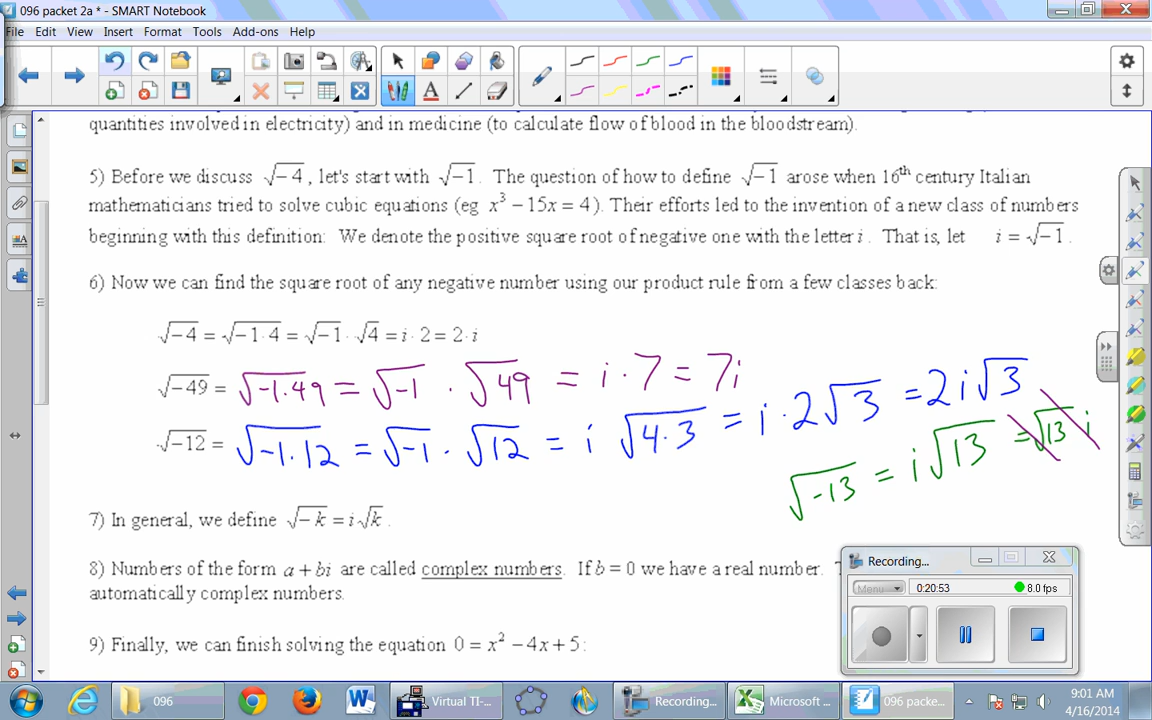 096 packet 2a * - SMART Notebook
File Edit View Insert Format Tools Add-ons Help
quantities involved in electricity) and in medicine (to calculate flow of blood in the bloodstream).
5) Before we discuss √-4, let's start with √-1. The question of how to define √-1 arose when 16th century Italian
mathematicians tried to solve cubic equations (eg x³ -15x = 4). Their efforts led to the invention of a new class of numbers
beginning with this definition: We denote the positive square root of negative one with the letter i. That is, let i = √-1.
6) Now we can find the square root of any negative number using our product rule from a few classes back:
√-4 = √-1·4 = √-1 · √4 = i · 2 = 2 · i
√-49 = √-1·49 = √-1 · √49 = i · 7 = 7i
√-12 = √-1·12 = √-1 · √12 = i √4·3 = i · 2√3 = 2i√3
√-13 = i√13 = √13 i
7) In general, we define √-k = i√k.
8) Numbers of the form a + bi are called complex numbers. If b = 0 we have a real number.
automatically complex numbers.
9) Finally, we can finish solving the equation 0 = x² - 4x + 5:
Recording...
Menu 0:20:53 8.0 fps
096 Virtual TI-... Recording... Microsoft ... 096 packe...
9:01 AM
4/16/2014